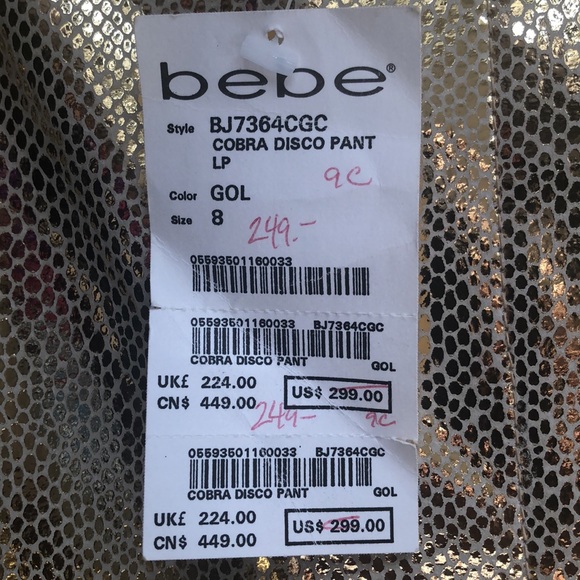 bebe®
Style BJ7364CGC
COBRA DISCO PANT
LP
9C
Color GOL
Size 8
249.-
05593501160033
05593501160033 BJ7364CGC
COBRA DISCO PANT GOL
UK£ 224.00 US$ 299.00
CN$ 449.00 249- 9C
05593501160033 BJ7364CGC
COBRA DISCO PANT GOL
UK£ 224.00 US$ 299.00
CN$ 449.00